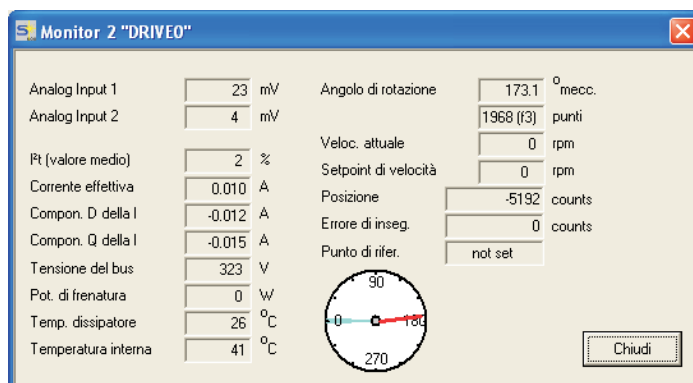 Monitor 2 "DRIVE0"
Analog Input 1 23 mV
Analog Input 2 4 mV
I²t (valore medio) 2 %
Corrente effettiva 0.010 A
Compon. D della I -0.012 A
Compon. Q della I -0.015 A
Tensione del bus 323 V
Pot. di frenatura 0 W
Temp. dissipatore 26 °C
Temperatura interna 41 °C
Angolo di rotazione 173.1 °mecc.
1968 (f3) punti
Veloc. attuale 0 rpm
Setpoint di velocità 0 rpm
Posizione -5192 counts
Errore di inseg. 0 counts
Punto di rifer. not set
90
0 180
270
Chiudi